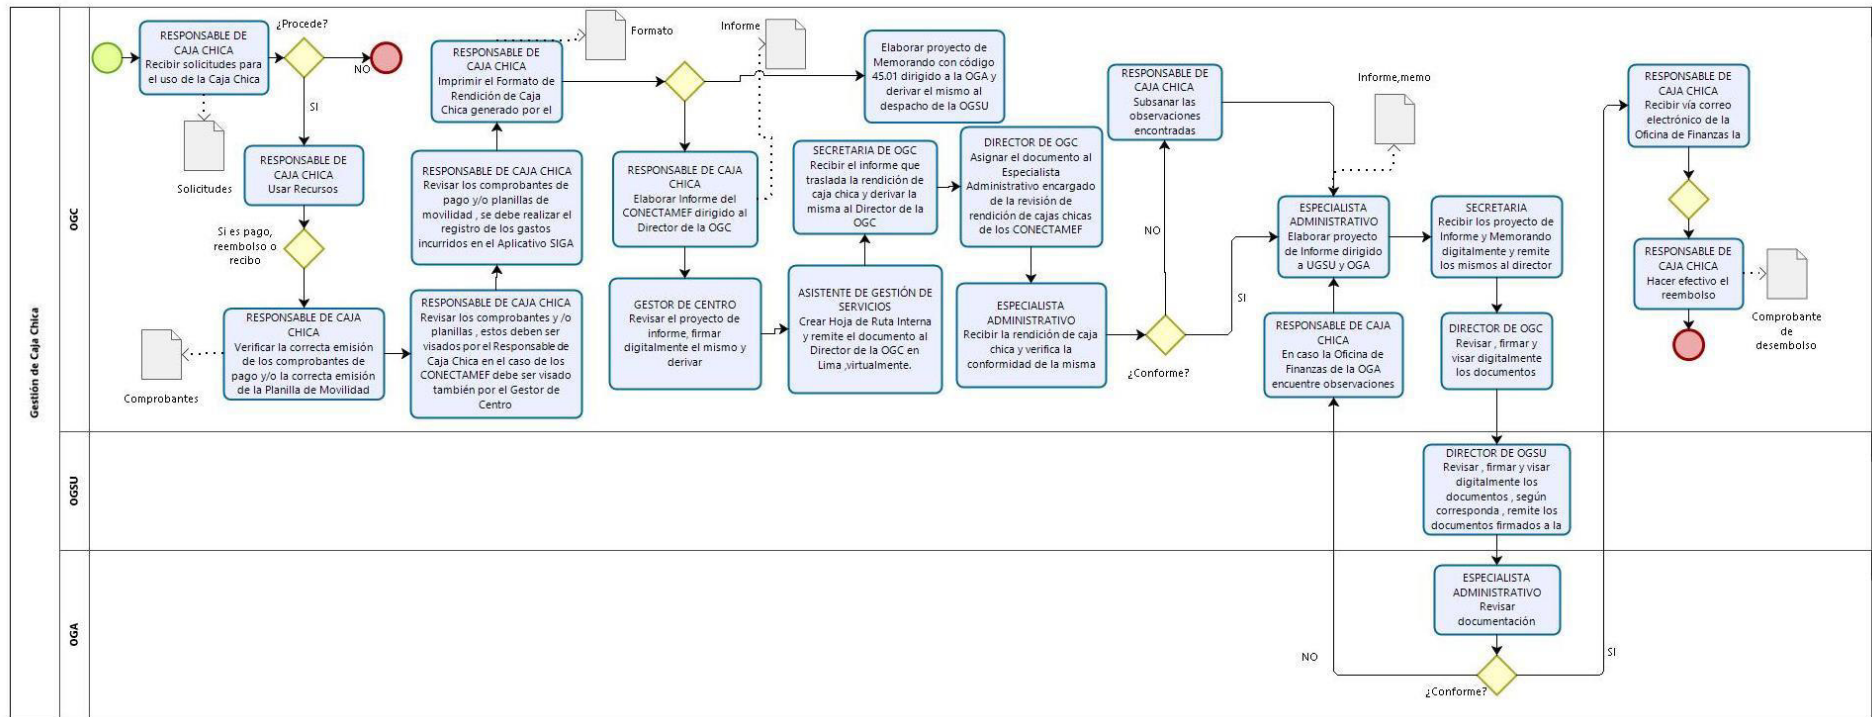 Gestión de Caja Chica
OGC
RESPONSABLE DE
CAJA CHICA
Recibir solicitudes para
el uso de la Caja Chica
Solicitudes
¿Procede?
NO
SI
RESPONSABLE DE
CAJA CHICA
Usar Recursos
Si es pago,
reembolso o
recibo
RESPONSABLE DE CAJA
CHICA
Verificar la correcta emisión
de los comprobantes de
pago y/o la correcta emisión
de la Planilla de Movilidad
Comprobantes
RESPONSABLE DE CAJA CHICA
Revisar los comprobantes y /o
planillas , estos deben ser
visados por el Responsable de
Caja Chica en el caso de los
CONECTAMEF debe ser visado
también por el Gestor de
Centro
RESPONSABLE DE CAJA CHICA
Revisar los comprobantes de
pago y/o planillas de
movilidad , se debe realizar el
registro de los gastos
incurridos en el Aplicativo SIGA
RESPONSABLE DE
CAJA CHICA
Imprimir el Formato de
Rendición de Caja
Chica generado por el
Formato
Informe
Elaborar proyecto de
Memorando con código
45.01 dirigido a la OGA y
derivar el mismo al
despacho de la OGSU
RESPONSABLE DE CAJA
CHICA
Elaborar Informe del
CONECTAMEF dirigido al
Director de la OGC
GESTOR DE CENTRO
Revisar el proyecto de
informe, firmar
digitalmente el mismo y
derivar
ASISTENTE DE GESTIÓN DE
SERVICIOS
Crear Hoja de Ruta Interna
y remite el documento al
Director de la OGC en
Lima ,virtualmente.
SECRETARIA DE OGC
Recibir el informe que
traslada la rendición de
caja chica y derivar la
misma al Director de la
OGC
DIRECTOR DE OGC
Asignar el documento al
Especialista
Administrativo encargado
de la revisión de
rendición de cajas chicas
de los CONECTAMEF
ESPECIALISTA
ADMINISTRATIVO
Recibir la rendición de caja
chica y verifica la
conformidad de la misma
¿Conforme?
NO
SI
RESPONSABLE DE
CAJA CHICA
Subsanar las
observaciones
encontradas
Informe,memo
ESPECIALISTA
ADMINISTRATIVO
Elaborar proyecto
de Informe dirigido
a UGSU y OGA
RESPONSABLE DE CAJA
CHICA
En caso la Oficina de
Finanzas de la OGA
encuentre observaciones
SECRETARIA
Recibir los proyecto de
Informe y Memorando
digitalmente y remite
los mismos al director
DIRECTOR DE OGC
Revisar , firmar y
visar digitalmente
los documentos
RESPONSABLE DE
CAJA CHICA
Recibir vía correo
electrónico de la
Oficina de Finanzas la
RESPONSABLE DE
CAJA CHICA
Hacer efectivo el
reembolso
Comprobante
de
desembolso
OGSU
DIRECTOR DE OGSU
Revisar , firmar y visar
digitalmente los
documentos , según
corresponda , remite los
documentos firmados a la
OGA
ESPECIALISTA
ADMINISTRATIVO
Revisar
documentación
¿Conforme?
NO
SI